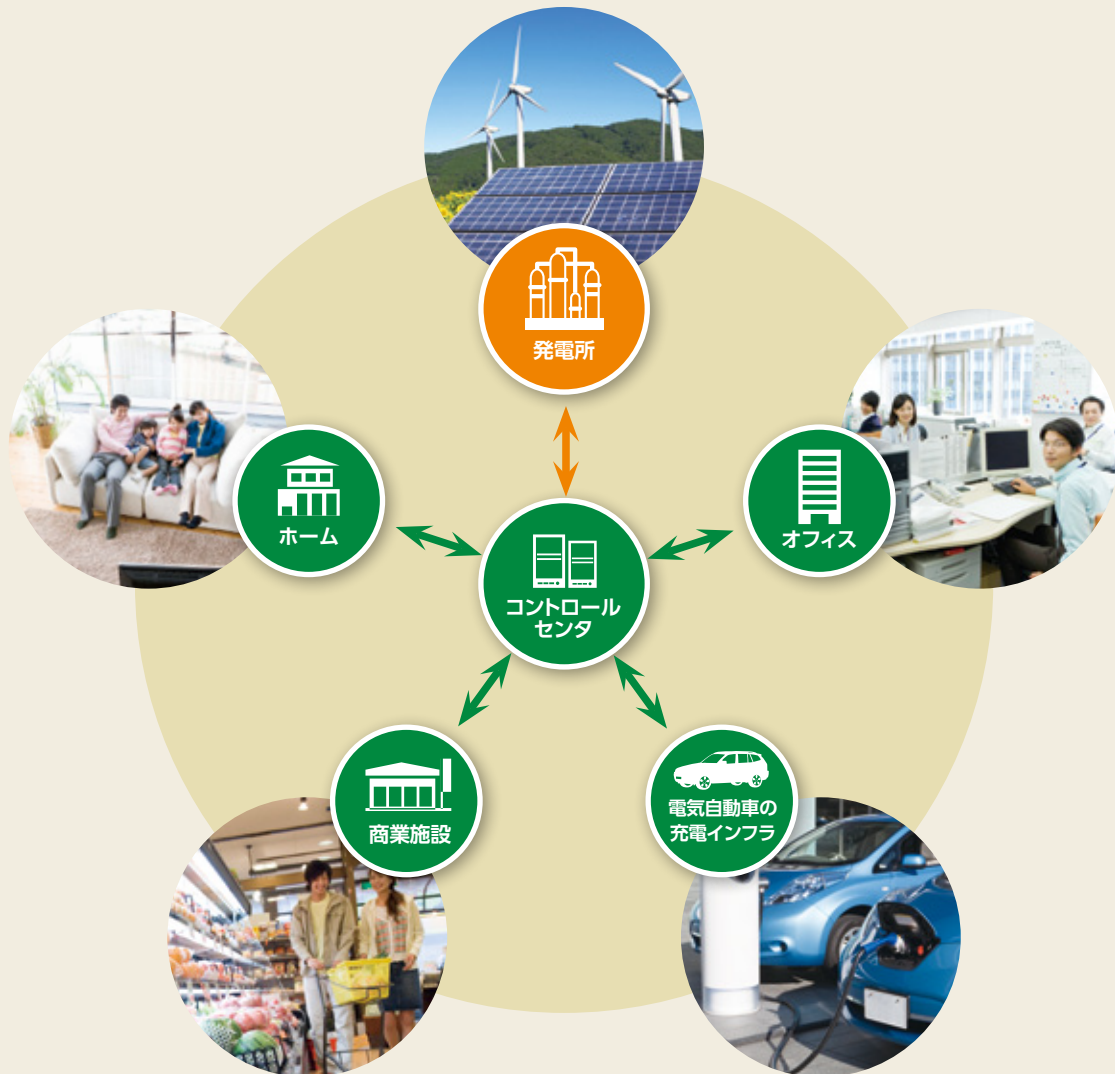 発電所
ホーム
オフィス
コントロール
センタ
商業施設
電気自動車の
充電インフラ